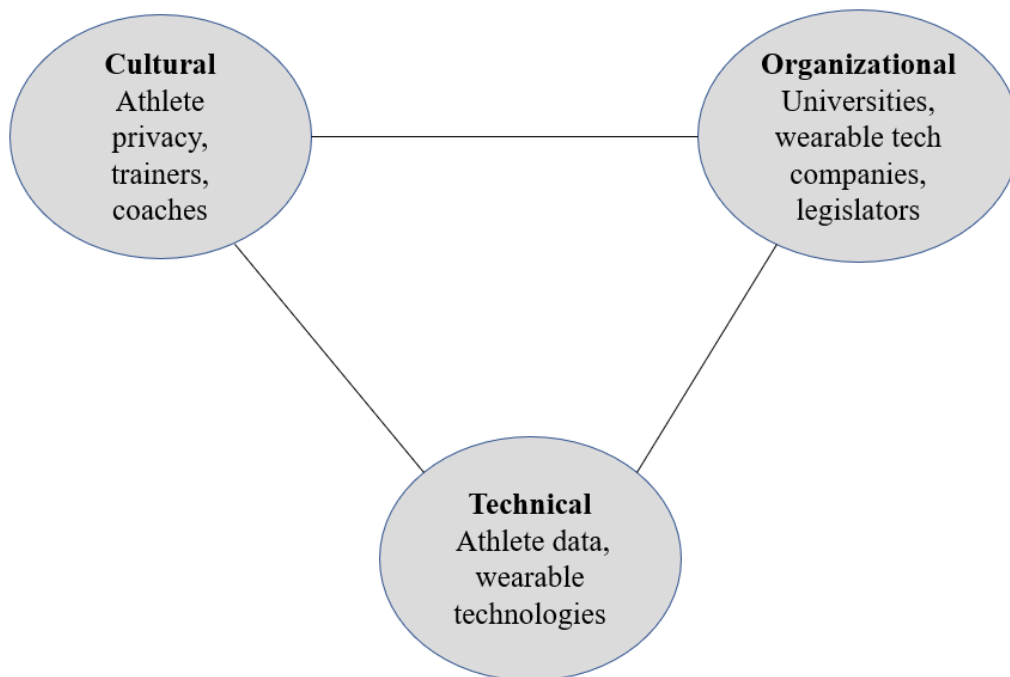 Cultural
Athlete
privacy,
trainers,
coaches
Organizational
Universities,
wearable tech
companies,
legislators
Technical
Athlete data,
wearable
technologies